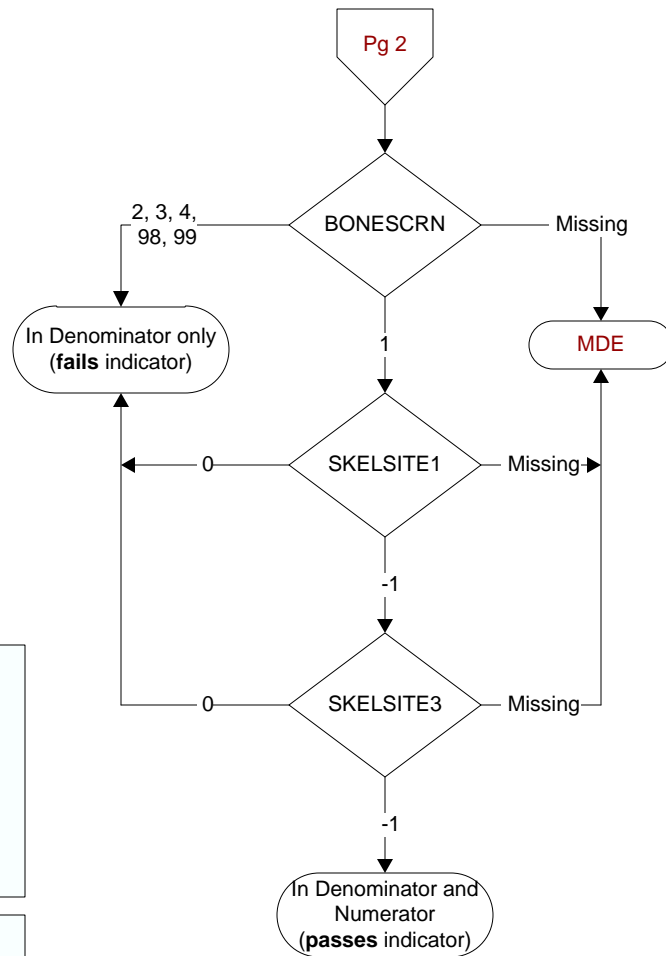 Pg 2
BONESCRN
2, 3, 4,
98, 99
Missing
In Denominator only
(fails indicator)
MDE
1
SKELSITE1
0
Missing
-1
SKELSITE3
0
Missing
-1
In Denominator and
Numerator
(passes indicator)